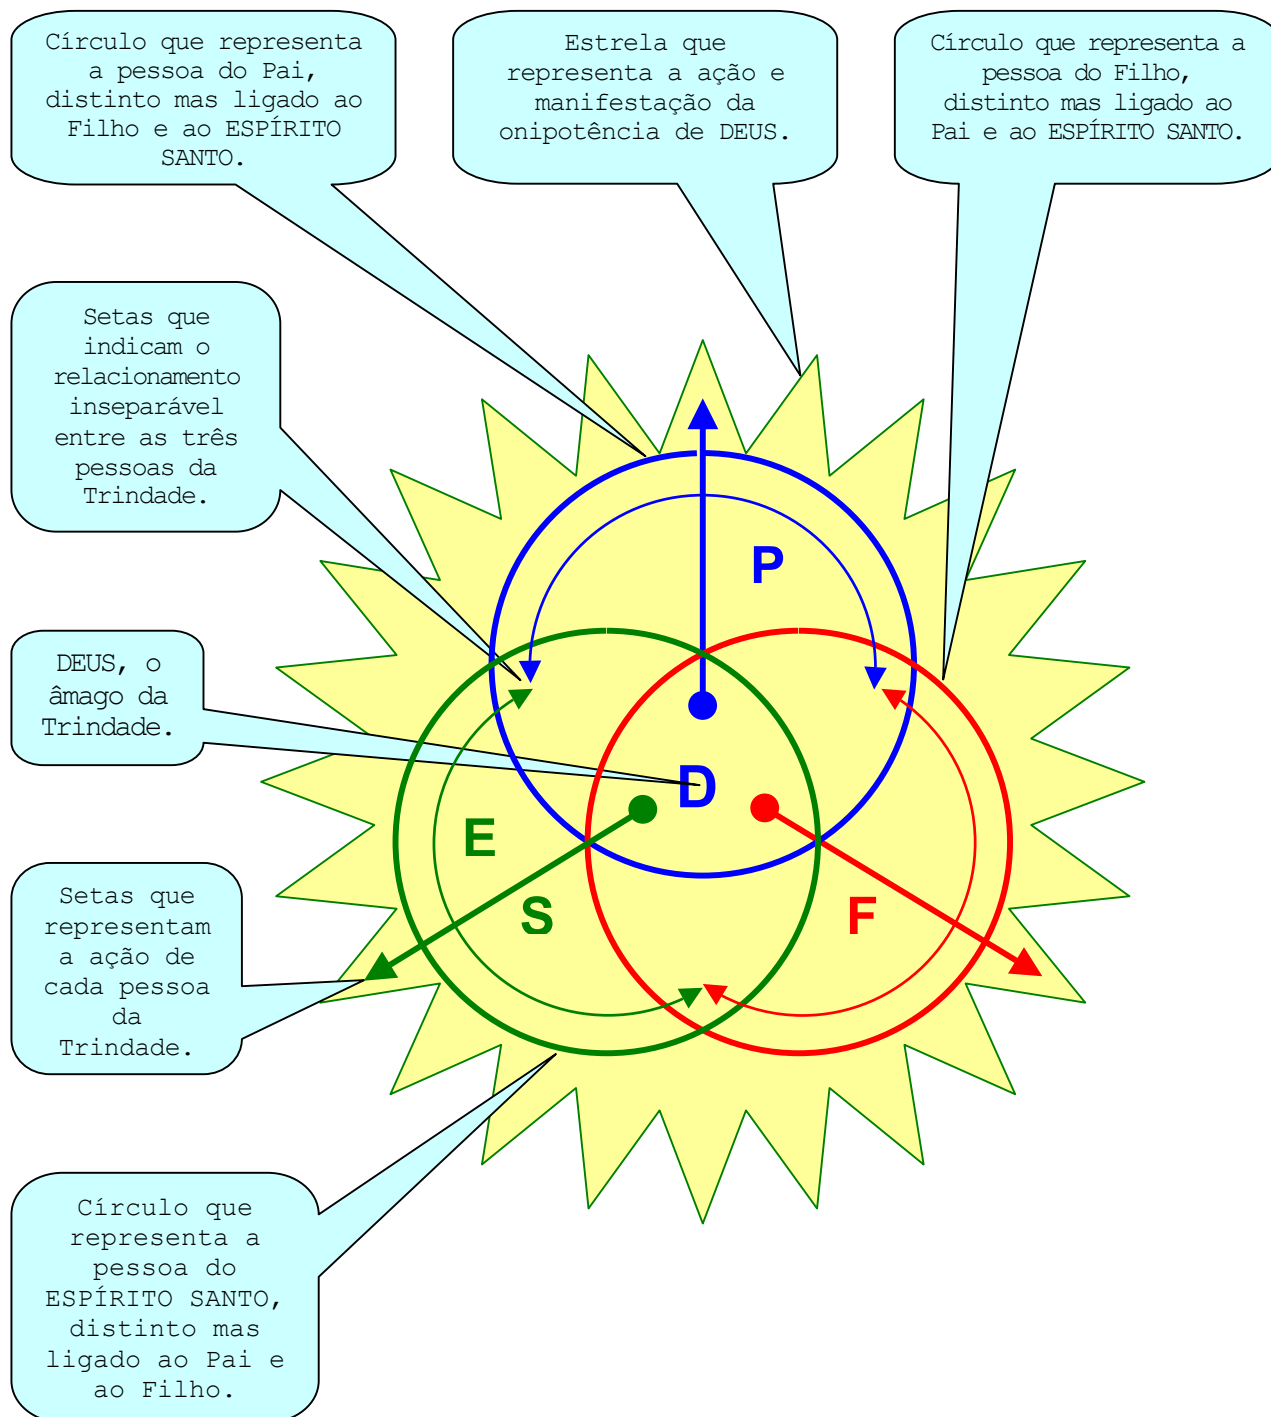 Círculo que representa
a pessoa do Pai,
distinto mas ligado ao
Filho e ao ESPÍRITO
SANTO.
Estrela que
representa a ação e
manifestação da
onipotência de DEUS.
Círculo que representa a
pessoa do Filho,
distinto mas ligado ao
Pai e ao ESPÍRITO SANTO.
Setas que
indicam o
relacionamento
inseparável
entre as três
pessoas da
Trindade.
P
DEUS, o
âmago da
Trindade.
D
E
S
F
Setas que
representam
a ação de
cada pessoa
da
Trindade.
Círculo que
representa a
pessoa do
ESPÍRITO SANTO,
distinto mas
ligado ao Pai e
ao Filho.